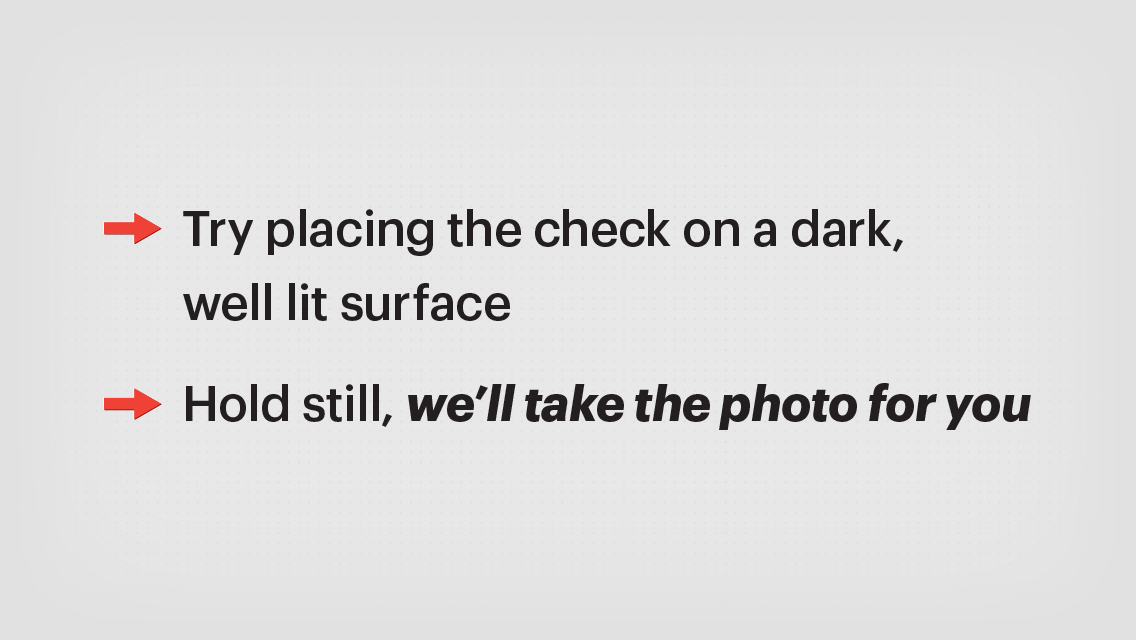 Try placing the check on a dark,
well lit surface
Hold still, we’ll take the photo for you